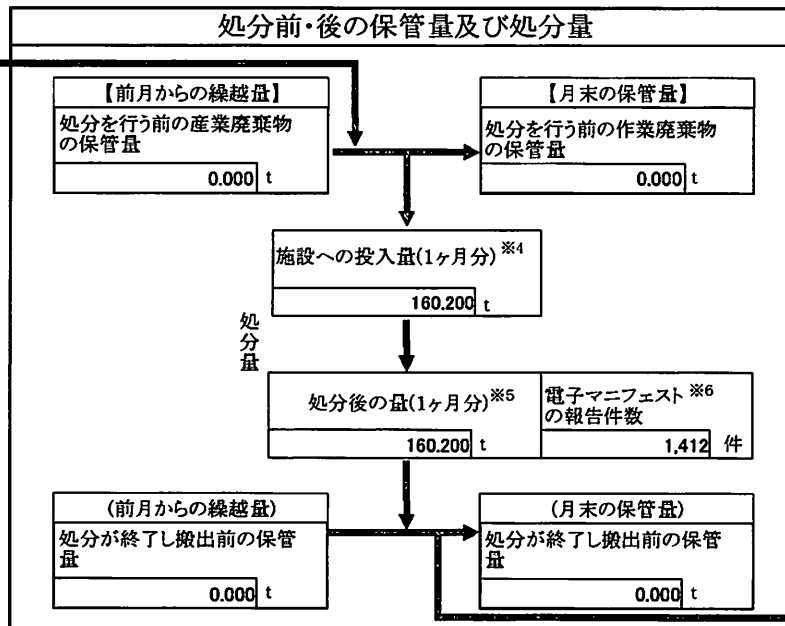 処分前・後の保管量及び処分量
【前月からの繰越量】
処分を行う前の産業廃棄物
の保管量
0.000 t
【月末の保管量】
処分を行う前の作業廃棄物
の保管量
0.000 t
施設への投入量(1ヶ月分)※4
160.200 t
処分量
処分後の量(1ヶ月分)※5
160.200 t
電子マニフェスト※6
の報告件数
1,412 件
(前月からの繰越量)
処分が終了し搬出前の保管
量
0.000 t
(月末の保管量)
処分が終了し搬出前の保管
量
0.000 t